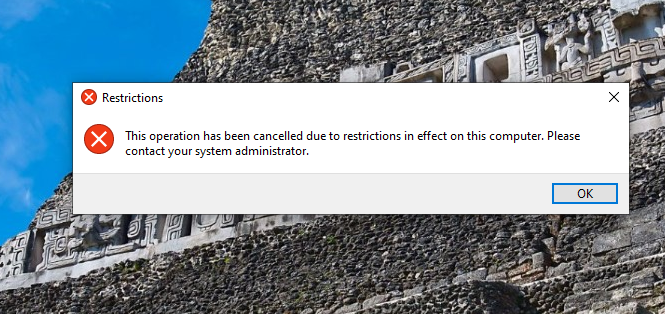 Restrictions
This operation has been cancelled due to restrictions in effect on this computer. Please
contact your system administrator.
OK